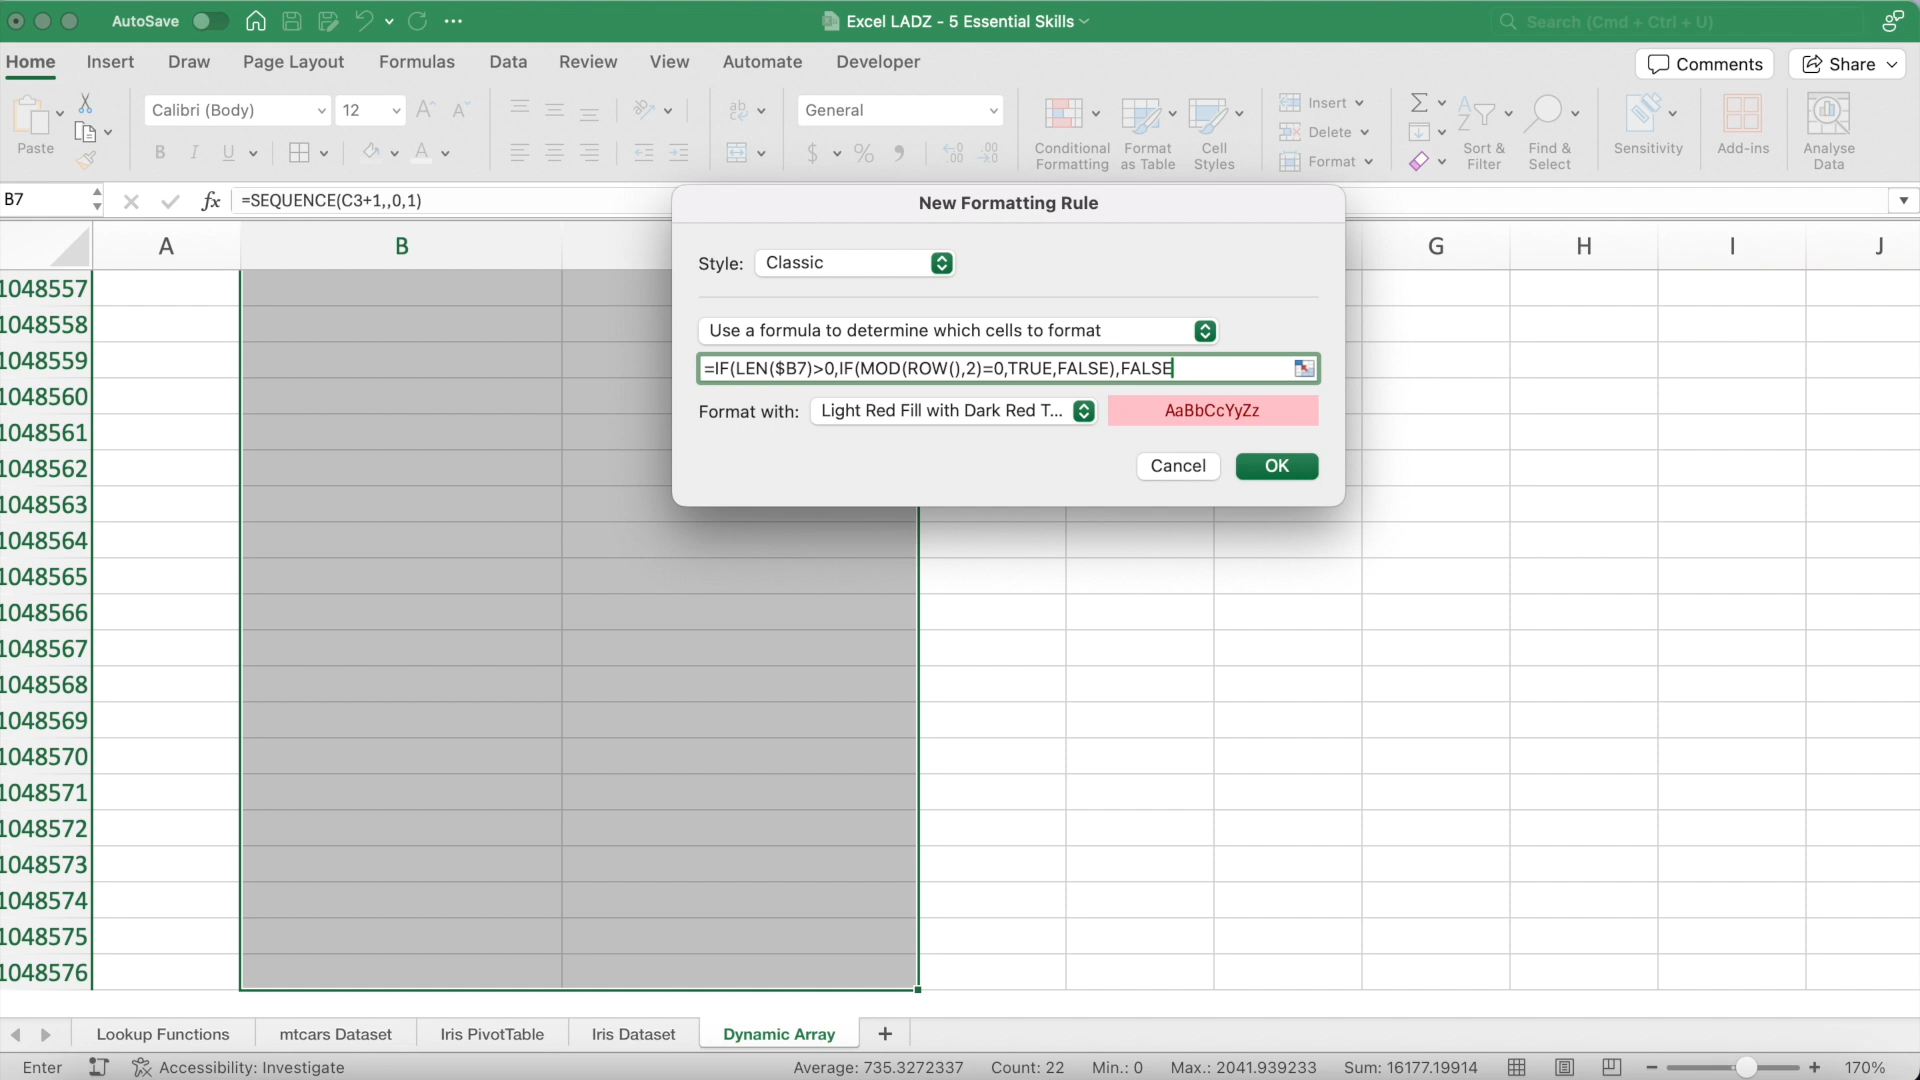 AutoSave
Excel LADZ - 5 Essential Skills
Search (Cmd + Ctrl + U)
Home Insert Draw Page Layout Formulas Data Review View Automate Developer
Comments
Share
Paste
Calibri (Body)
12
B I U
A
ab
General
$ %
Conditional Formatting
Format as Table
Cell Styles
Insert
Delete
Format
Sort & Filter
Find & Select
Sensitivity
Add-ins
Analyse Data
B7
fx
=SEQUENCE(C3+1,,0,1)
A B G H I J
New Formatting Rule
Style: Classic
Use a formula to determine which cells to format
=IF(LEN($B7)>0,IF(MOD(ROW(),2)=0,TRUE,FALSE),FALSE
Format with: Light Red Fill with Dark Red T... AaBbCcYyZz
Cancel OK
1048557
1048558
1048559
1048560
1048561
1048562
1048563
1048564
1048565
1048566
1048567
1048568
1048569
1048570
1048571
1048572
1048573
1048574
1048575
1048576
Lookup Functions mtcars Dataset Iris PivotTable Iris Dataset Dynamic Array +
Enter Accessibility: Investigate Average: 735.3272337 Count: 22 Min.: 0 Max.: 2041.939233 Sum: 16177.19914 170%